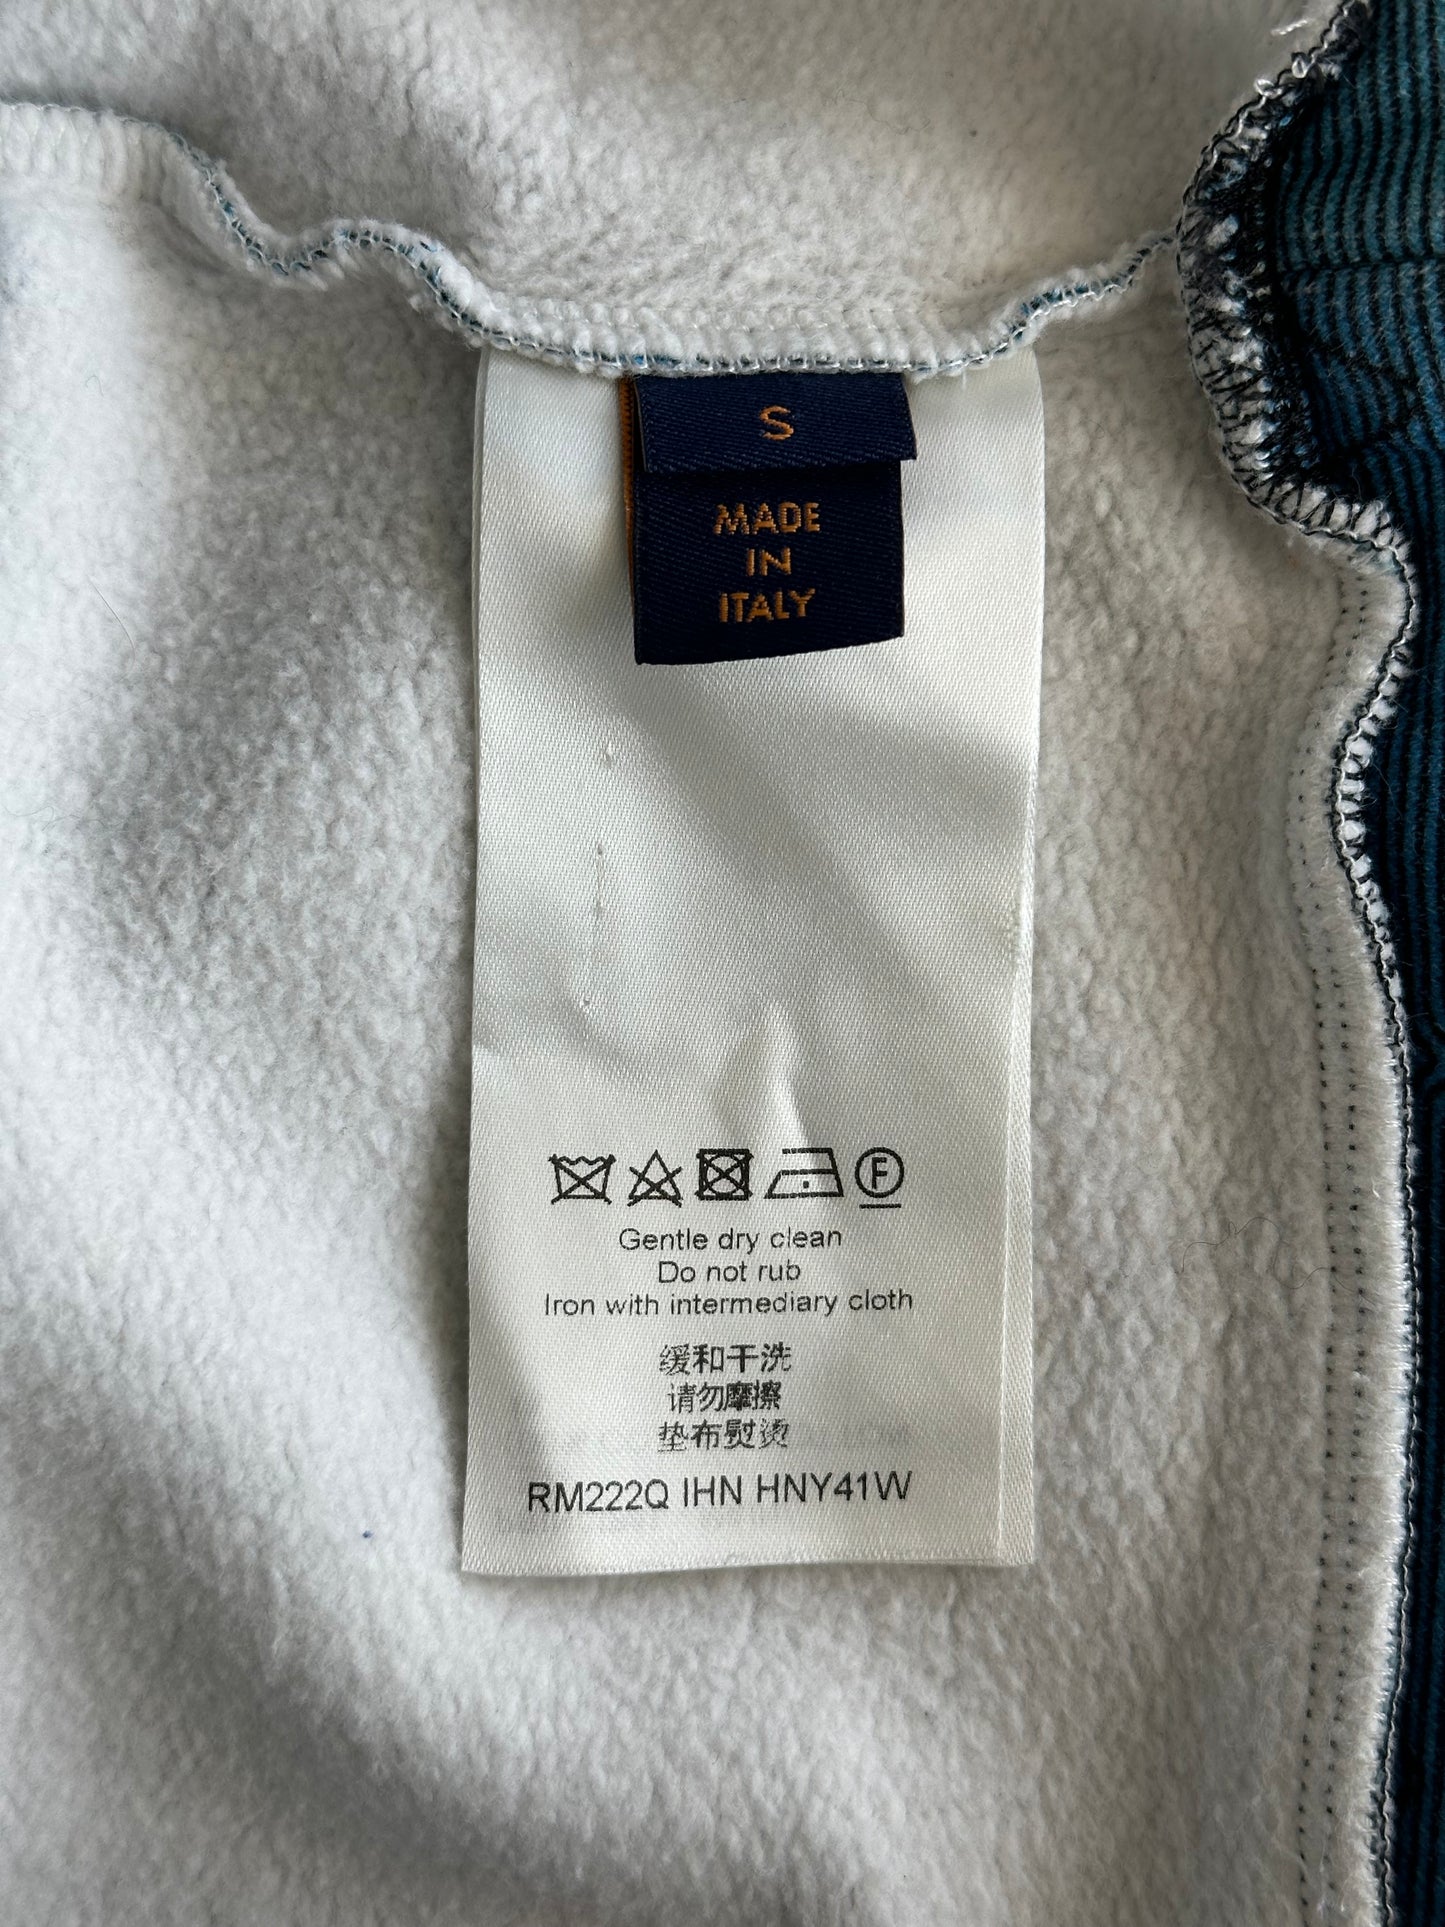 S
MADE
IN
ITALY
F
Gentle dry clean
Do not rub
Iron with intermediary cloth
缓和干洗
请勿摩擦
垫布熨烫
RM222Q IHN HNY41W